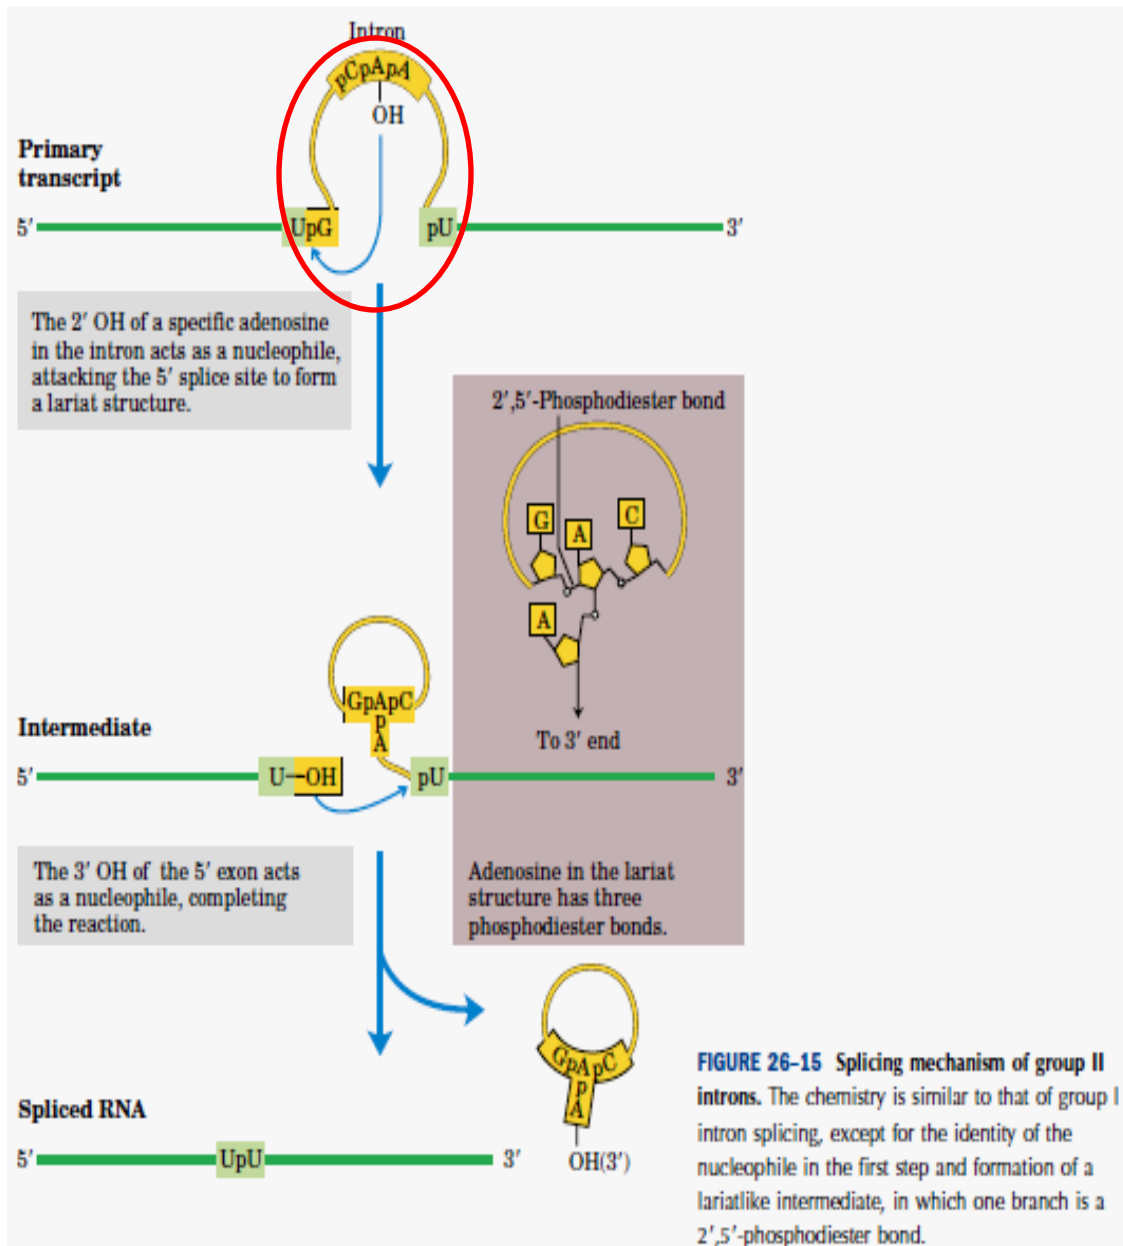 Intron
pCpApA
OH
Primary
transcript
5′
UpG
pU
3′
The 2′ OH of a specific adenosine
in the intron acts as a nucleophile,
attacking the 5′ splice site to form
a lariat structure.
2′,5′-Phosphodiester bond
G
A
C
A
To 3′ end
GpApC
p
A
Intermediate
5′
U–OH
pU
3′
The 3′ OH of the 5′ exon acts
as a nucleophile, completing
the reaction.
Adenosine in the lariat
structure has three
phosphodiester bonds.
GpApC
p
A
OH(3′)
Spliced RNA
5′
UpU
3′
FIGURE 26–15 Splicing mechanism of group II
introns. The chemistry is similar to that of group I
intron splicing, except for the identity of the
nucleophile in the first step and formation of a
lariatlike intermediate, in which one branch is a
2′,5′-phosphodiester bond.